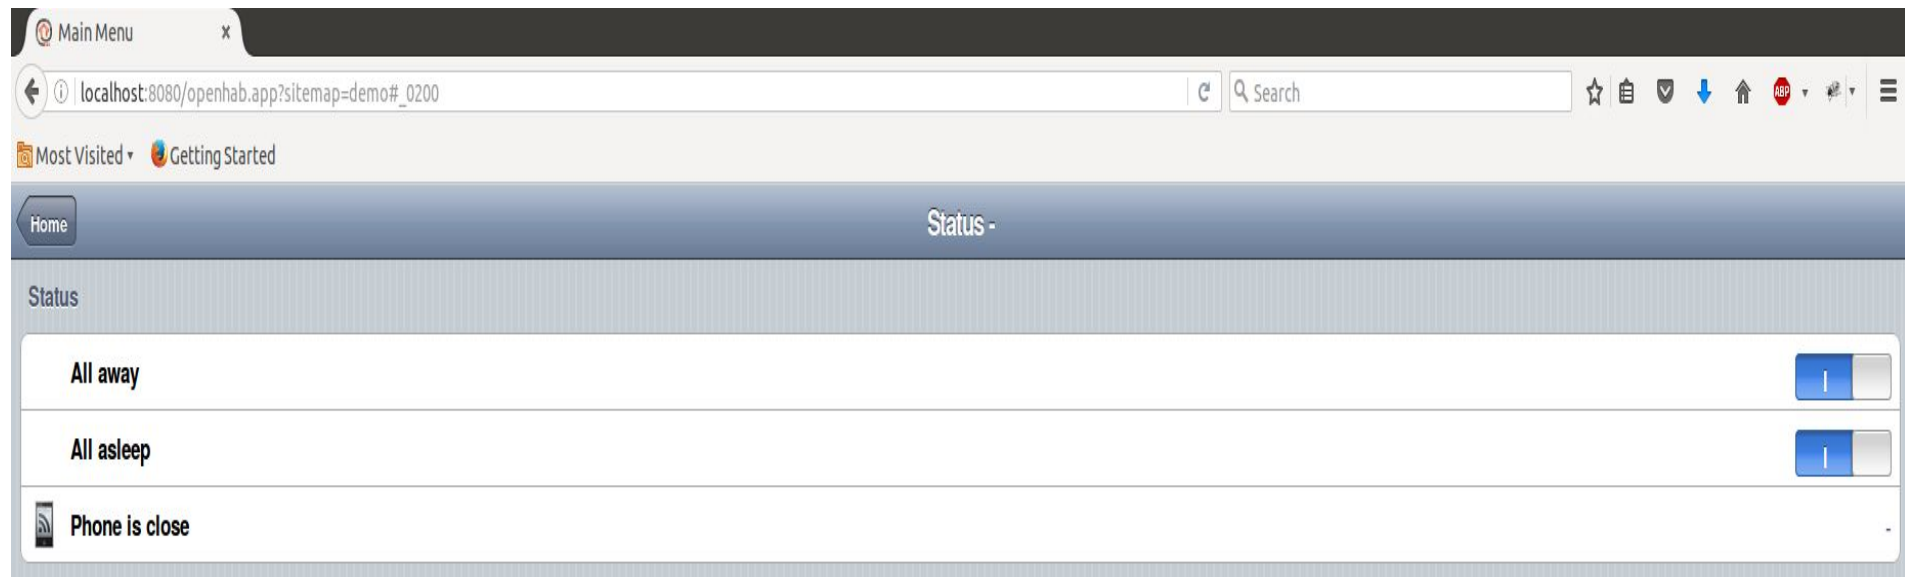 Main Menu x
localhost:8080/openhab.app?sitemap=demo#_0200
Search
ABP
Most Visited Getting Started
Home
Status -
Status
All away
All asleep
Phone is close -